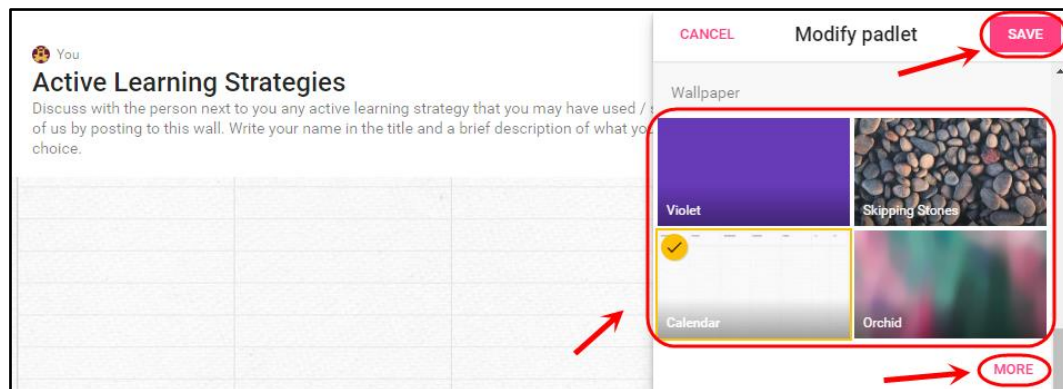 You
Active Learning Strategies
Discuss with the person next to you any active learning strategy that you may have used /
of us by posting to this wall. Write your name in the title and a brief description of what you
choice.
CANCEL
Modify padlet
SAVE
Wallpaper
Violet
Skipping Stones
Calendar
Orchid
MORE